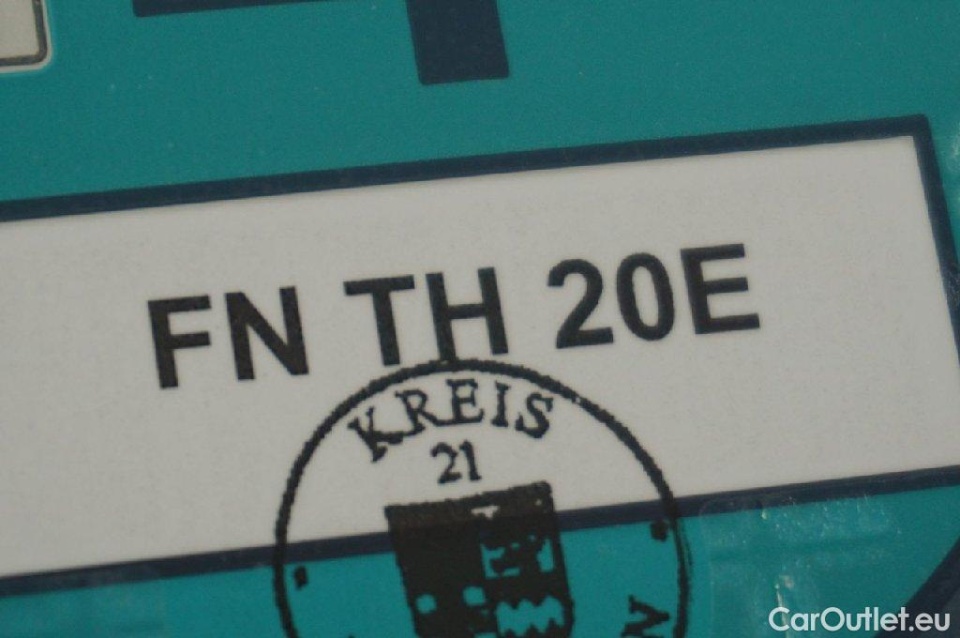 FN TH 20E
KREIS
21
CarOutlet.eu